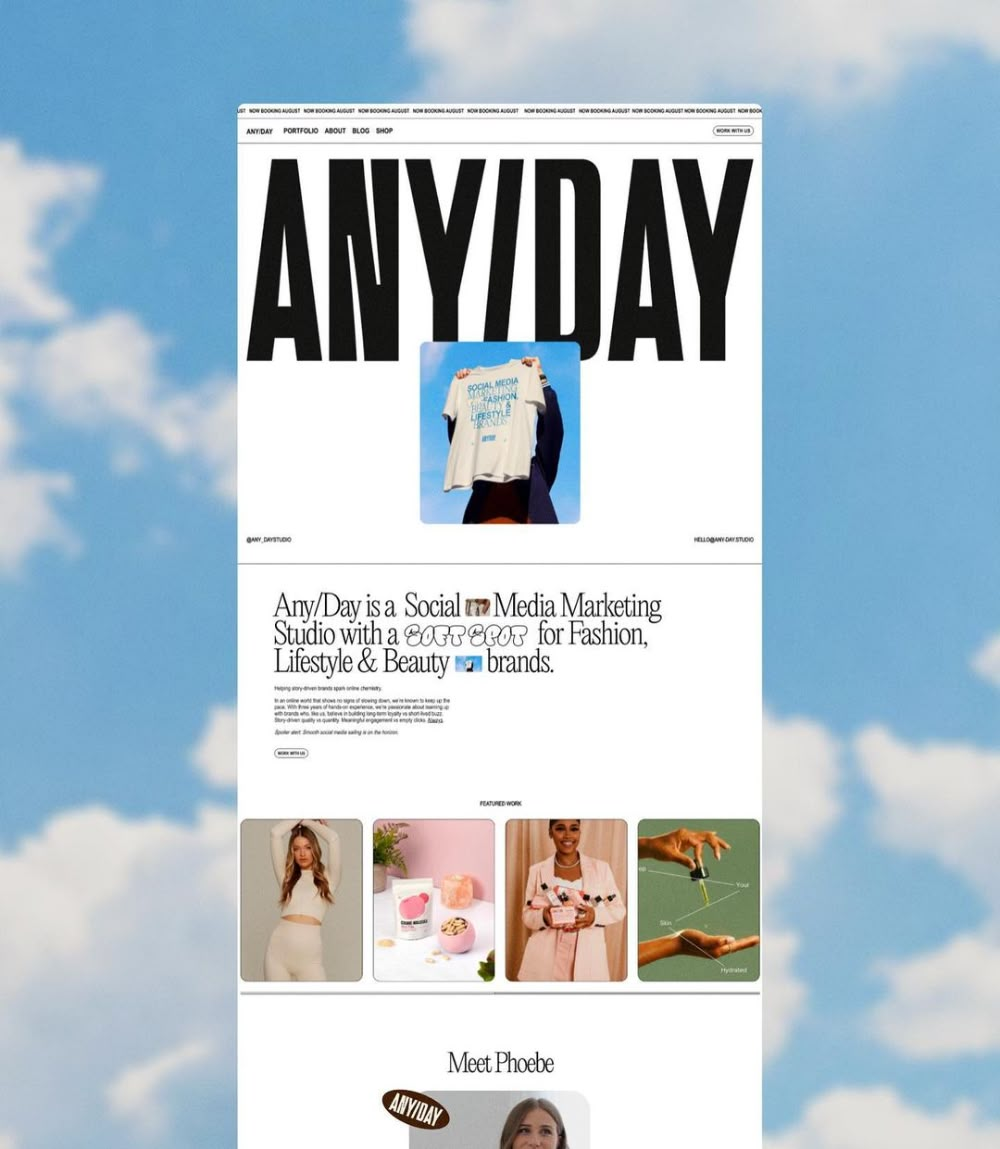 UST NOW BOOKING AUGUST NOW BOOKING AUGUST NOW BOOKING AUGUST NOW BOOKING AUGUST NOW BOOKING AUGUST NOW BOOKING AUGUST NOW BOOKING AUGUST NOW BOOKING AUGUST NOW BOOKING AUGUST NOW BOOK
ANY/DAY PORTFOLIO ABOUT BLOG SHOP WORK WITH US
ANY/DAY
SOCIAL MEDIA
MARKETING
FASHION,
BEAUTY &
LIFESTYLE
BRANDS
ANY/DAY
@ANY_DAYSTUDIO HELLO@ANY-DAY.STUDIO
Any/Day is a Social Media Marketing
Studio with a SOFT SPOT for Fashion,
Lifestyle & Beauty brands.
Helping story-driven brands spark online chemistry.
In an online world that shows no signs of slowing down, we're known to keep up the
pace. With three years of hands-on experience, we're passionate about teaming up
with brands who, like us, believe in building long-term loyalty vs short-lived buzz.
Story-driven quality vs quantity. Meaningful engagement vs empty clicks. Always.
Spoiler alert: Smooth social media sailing is on the horizon.
WORK WITH US
FEATURED WORK
Your
Skin
Hydrated
Meet Phoebe
ANY/DAY